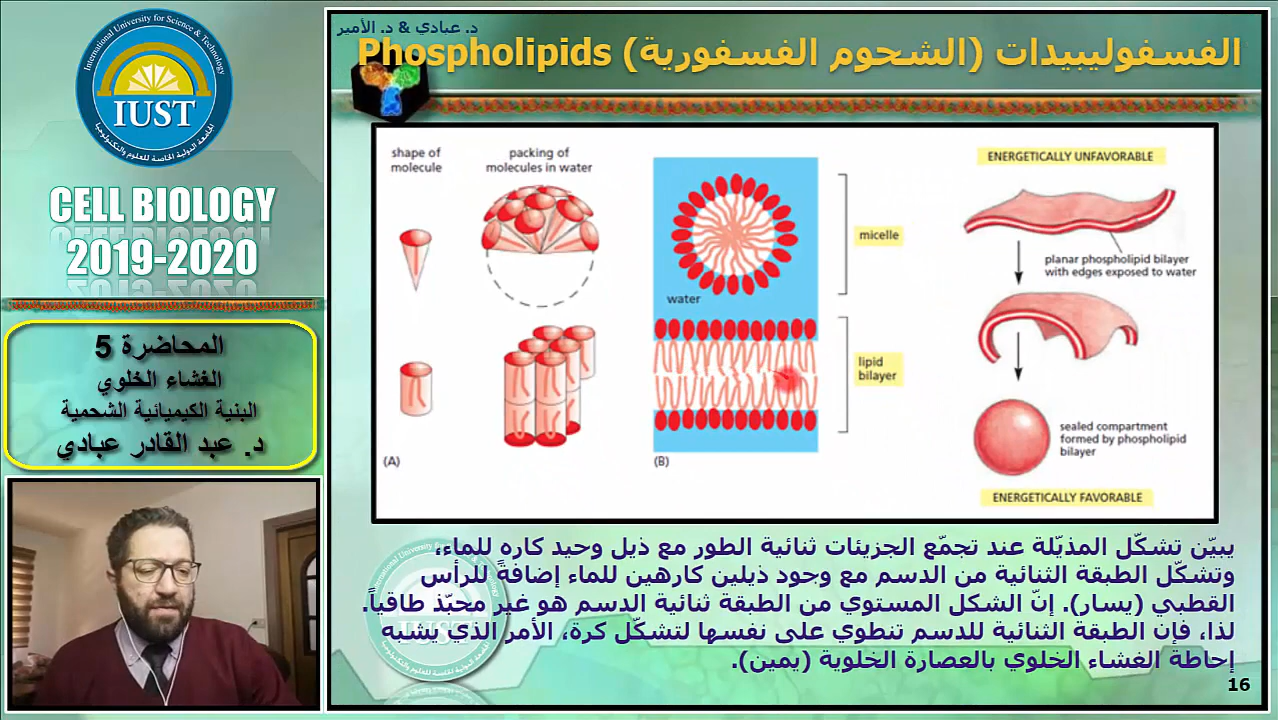 International University for Science & Technology
IUST
الجامعة الدولية الخاصة للعلوم والتكنولوجيا
CELL BIOLOGY
2019-2020
المحاضرة 5
الغشاء الخلوي
البنية الكيميائية الشحمية
د. عبد القادر عبادي
د. عبادي & د. الأمير
الفسفوليبيدات (الشحوم الفسفورية) Phospholipids
shape of
molecule
packing of
molecules in water
(A)
water
micelle
lipid
bilayer
(B)
ENERGETICALLY UNFAVORABLE
planar phospholipid bilayer
with edges exposed to water
sealed compartment
formed by phospholipid
bilayer
ENERGETICALLY FAVORABLE
يبيّن تشكّل المذيّلة عند تجمّع الجزيئات ثنائية الطور مع ذيل وحيد كاره للماء،
وتشكّل الطبقة الثنائية من الدسم مع وجود ذيلين كارهين للماء إضافةً للرأس
القطبي (يسار). إنّ الشكل المستوي من الطبقة ثنائية الدسم هو غير محبّذ طاقياً.
لذا، فإن الطبقة الثنائية للدسم تنطوي على نفسها لتشكّل كرة، الأمر الذي يشبه
إحاطة الغشاء الخلوي بالعصارة الخلوية (يمين).
16